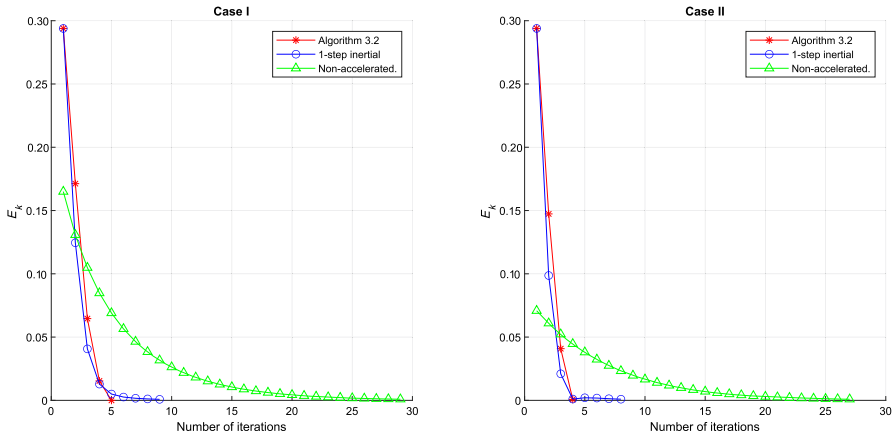 Case I
0.30
0.25
0.20
0.15
0.10
0.05
0
E_k
0 5 10 15 20 25 30
Number of iterations
Algorithm 3.2
1-step inertial
Non-accelerated.
Case II
0.30
0.25
0.20
0.15
0.10
0.05
0
E_k
0 5 10 15 20 25 30
Number of iterations
Algorithm 3.2
1-step inertial
Non-accelerated.